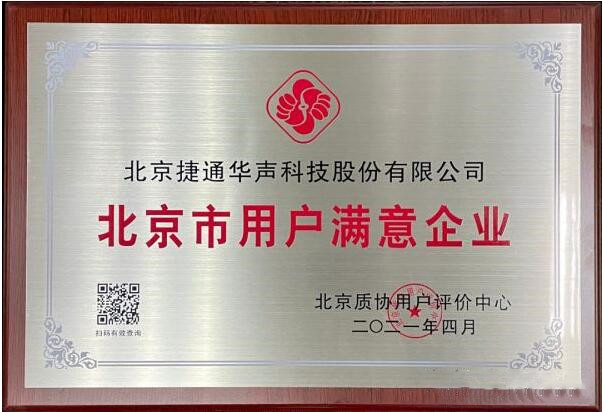 北京捷通华声科技股份有限公司
北京市用户满意企业
北京质协用户评价中心
二〇二一年四月
扫码有效查询